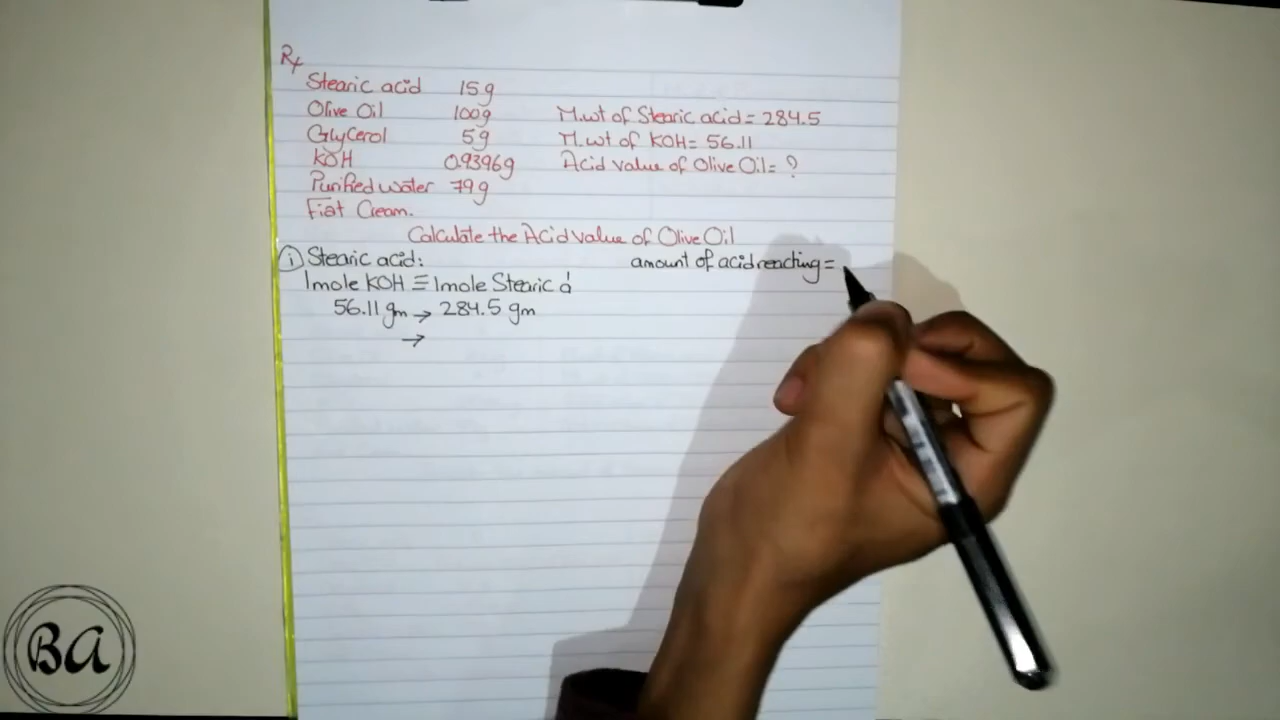 Rx
Stearic acid 15g
Olive Oil 100g M.wt of Stearic acid = 284.5
Glycerol 5g M.wt of KOH = 56.11
KOH 0.9396g Acid value of Olive Oil = ?
Purified water 79g
Fiat Cream.
Calculate the Acid Value of Olive Oil
i Stearic acid: amount of acid reaching =
1mole KOH ≡ 1mole Stearic a
56.11 gm → 284.5 gm
→
BA